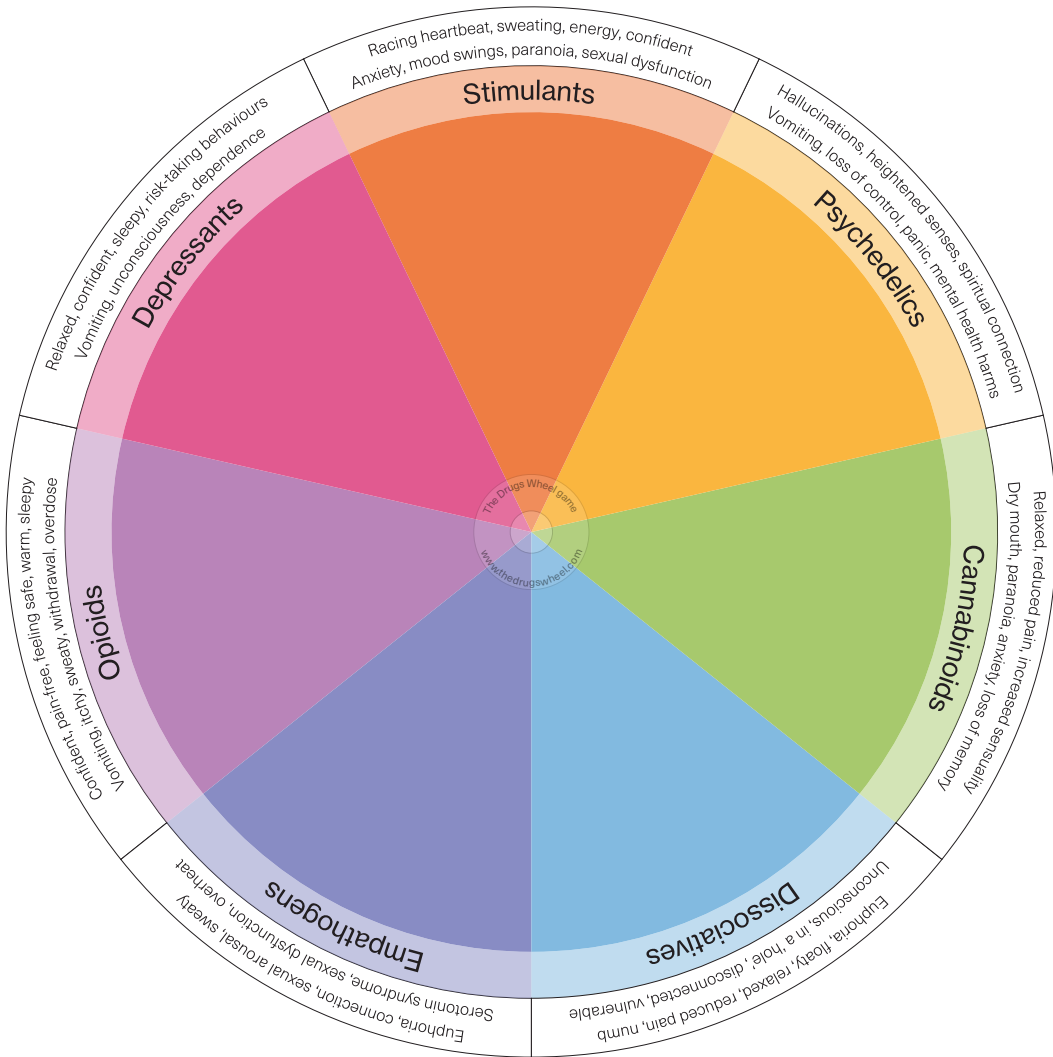 Racing heartbeat, sweating, energy, confident
Anxiety, mood swings, paranoia, sexual dysfunction
Stimulants
Hallucinations, heightened senses, spiritual connection
Vomiting, loss of control, panic, mental health harms
Psychedelics
Relaxed, reduced pain, increased sensuality
Dry mouth, paranoia, anxiety, loss of memory
Cannabinoids
Euphoria, floaty, relaxed, reduced pain, numb
Unconscious, in a 'hole', disconnected, vulnerable
Dissociatives
Euphoria, connection, sexual arousal, sweaty
Serotonin syndrome, sexual dysfunction, overheat
Empathogens
Confident, pain-free, feeling safe, warm, sleepy
Vomiting, itchy, sweaty, withdrawal, overdose
Opioids
Relaxed, confident, sleepy, risk-taking behaviours
Vomiting, unconsciousness, dependence
Depressants
The Drugs Wheel game
www.thedrugswheel.com